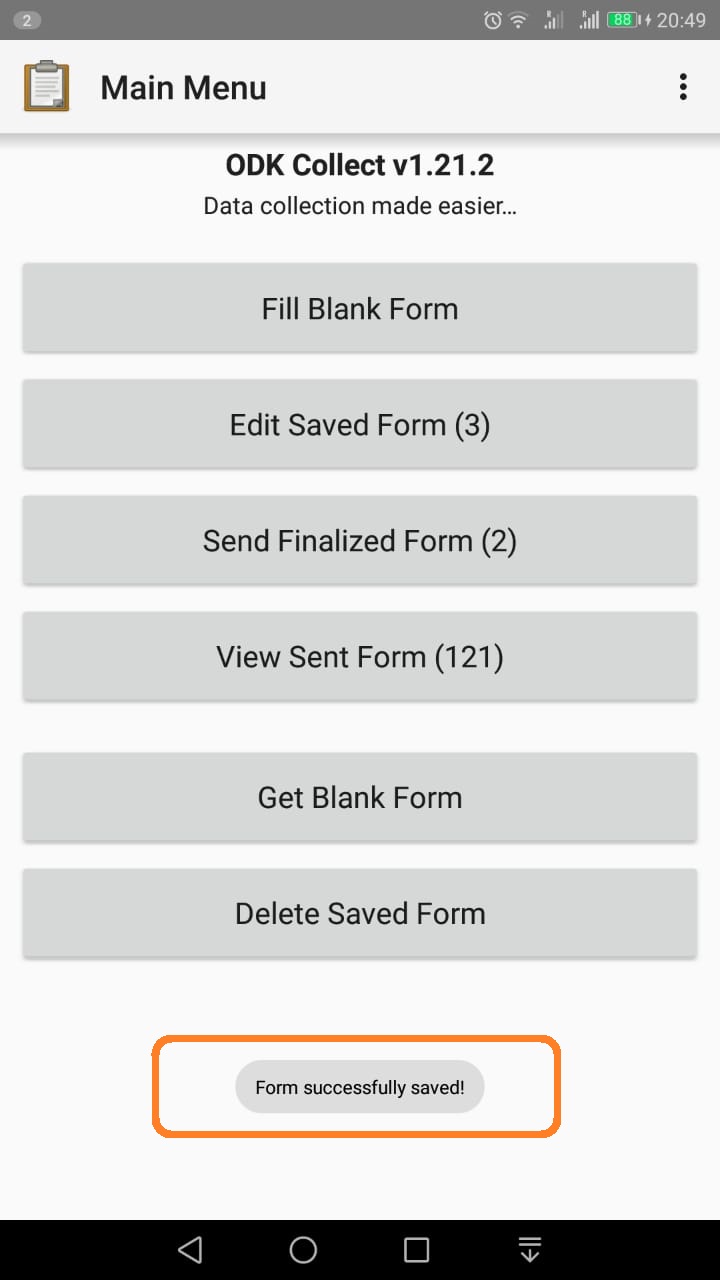 2
R
R
88
20:49
Main Menu
ODK Collect v1.21.2
Data collection made easier...
Fill Blank Form
Edit Saved Form (3)
Send Finalized Form (2)
View Sent Form (121)
Get Blank Form
Delete Saved Form
Form successfully saved!